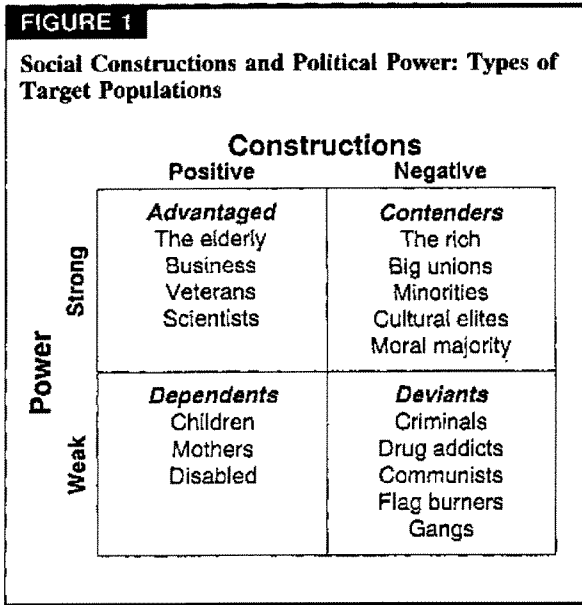 FIGURE 1
Social Constructions and Political Power: Types of
Target Populations
Constructions
Positive Negative
Power
Strong
Advantaged
The elderly
Business
Veterans
Scientists
Contenders
The rich
Big unions
Minorities
Cultural elites
Moral majority
Weak
Dependents
Children
Mothers
Disabled
Deviants
Criminals
Drug addicts
Communists
Flag burners
Gangs